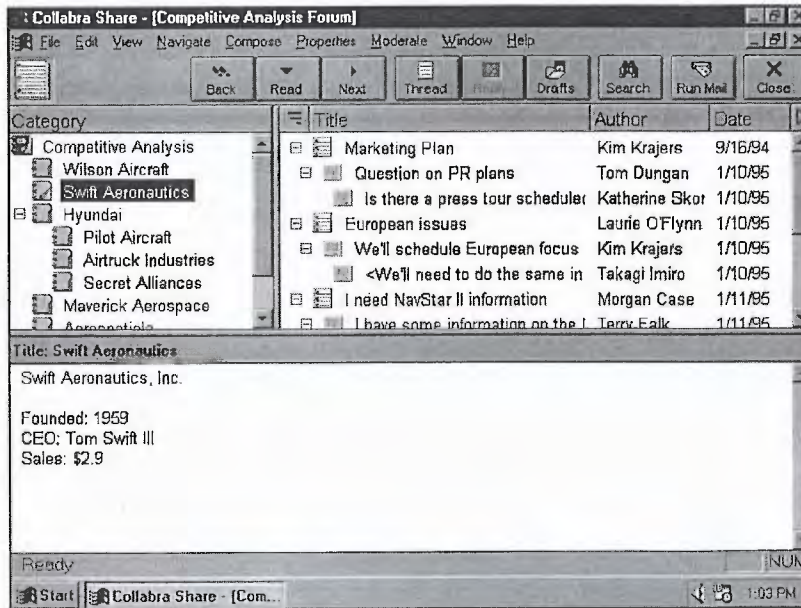 Collabra Share - [Competitive Analysis Forum]
File Edit View Navigate Compose Properties Moderate Window Help
Back Read Next Thread Drafts Search Run Mail Close
Category
Competitive Analysis
Wilson Aircraft
Swift Aeronautics
Hyundai
Pilot Aircraft
Airtruck Industries
Secret Alliances
Maverick Aerospace
Title Author Date
Marketing Plan Kim Krajers 9/16/94
Question on PR plans Tom Dungan 1/10/95
Is there a press tour scheduled Katherine Skor 1/10/95
European issues Laurie O'Flynn 1/10/95
We'll schedule European focus Kim Krajers 1/10/95
<We'll need to do the same in Takagi Imiro 1/10/95
I need NavStar II information Morgan Case 1/11/95
I have some information on the Terry Falk 1/11/95
Title: Swift Aeronautics
Swift Aeronautics, Inc.
Founded: 1959
CEO: Tom Swift III
Sales: $2.9
Ready NUM
Start Collabra Share - [Com... 1:03 PM